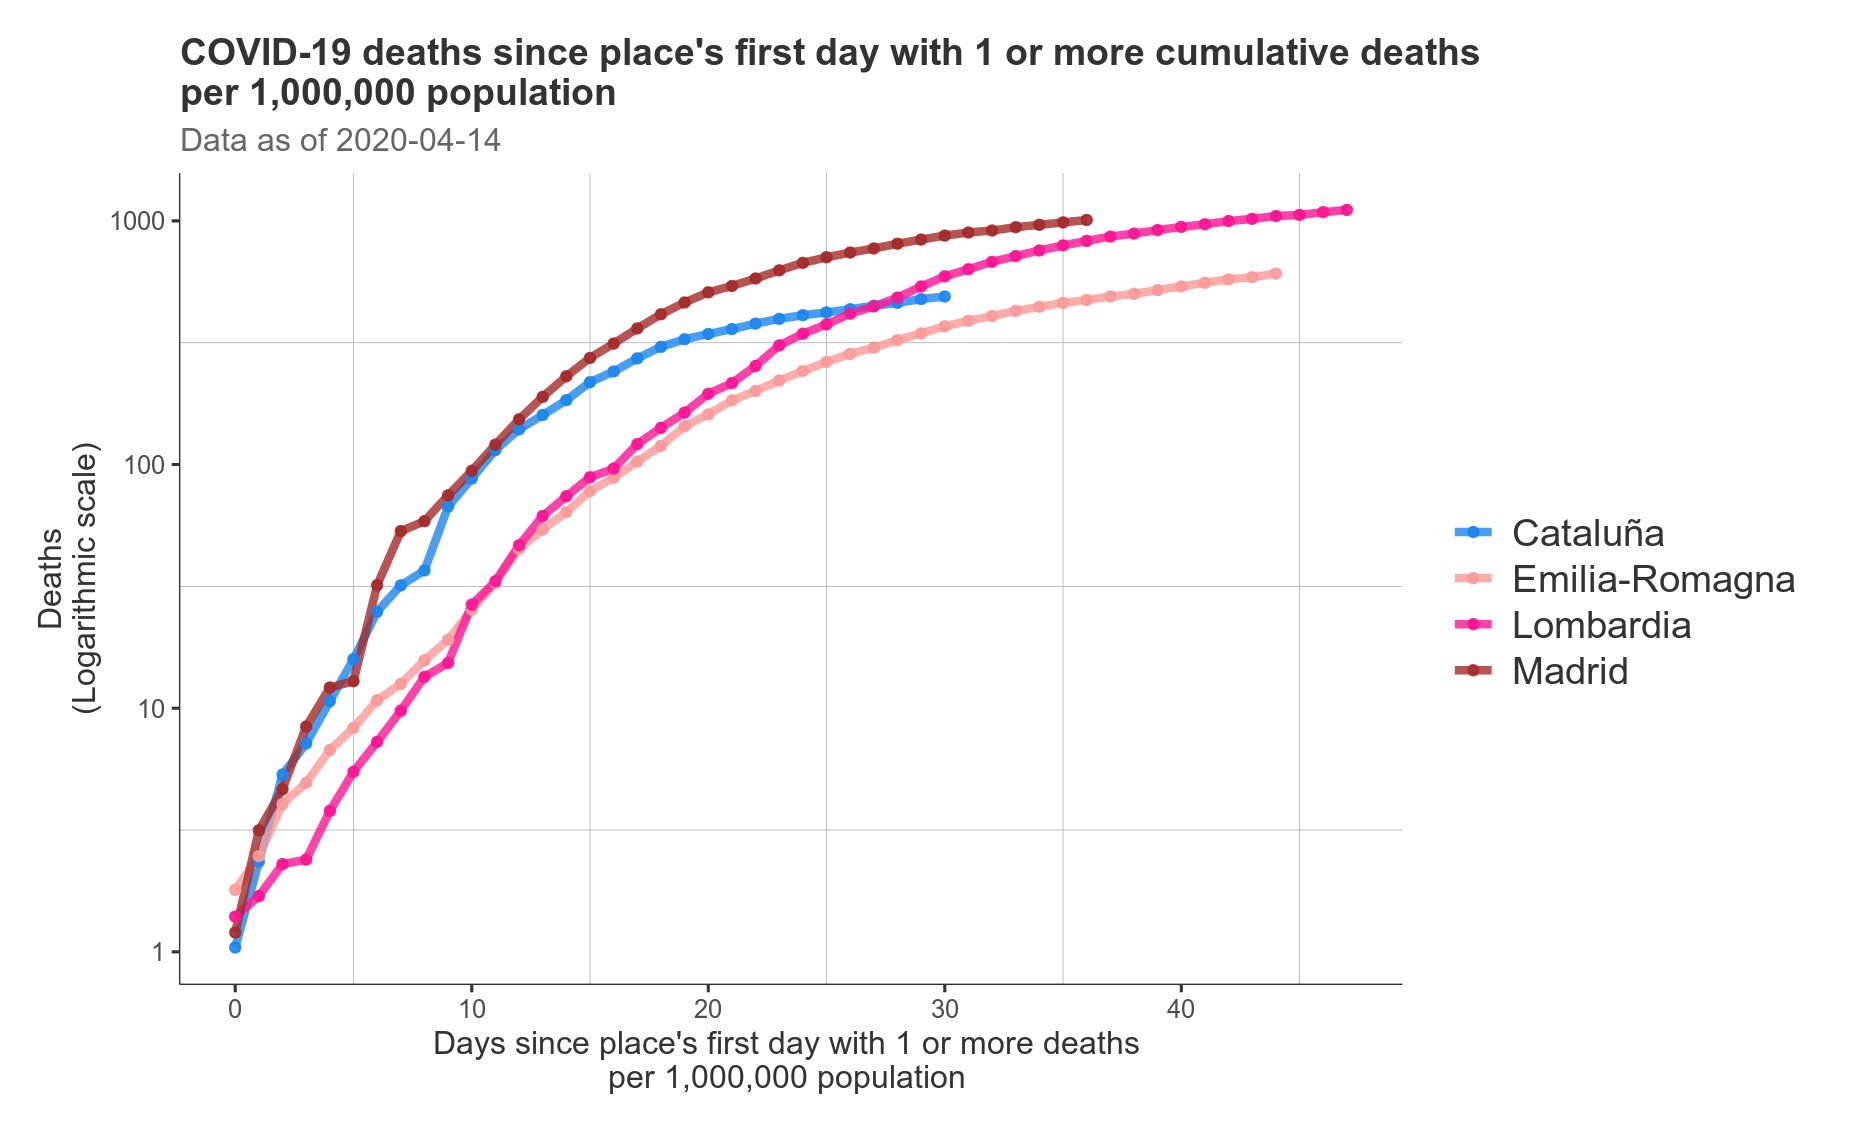 COVID-19 deaths since place's first day with 1 or more cumulative deaths
per 1,000,000 population
Data as of 2020-04-14
1000
100
10
1
Deaths
(Logarithmic scale)
0
10
20
30
40
Days since place's first day with 1 or more deaths
per 1,000,000 population
Cataluña
Emilia-Romagna
Lombardia
Madrid